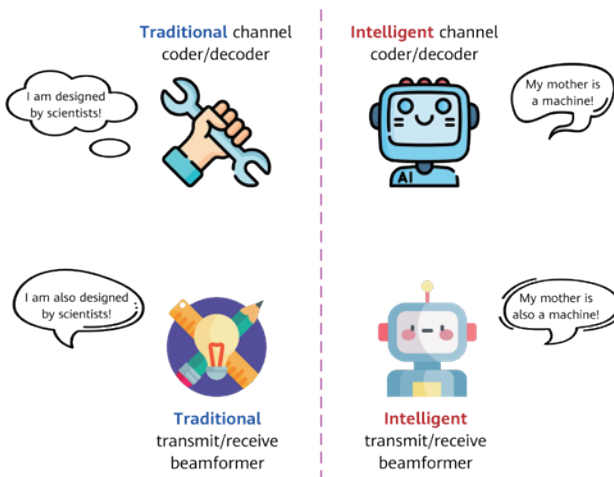 Traditional channel
coder/decoder
Intelligent channel
coder/decoder
I am designed
by scientists!
My mother is
a machine!
AI
I am also designed
by scientists!
My mother is
also a machine!
Traditional
transmit/receive
beamformer
Intelligent
transmit/receive
beamformer